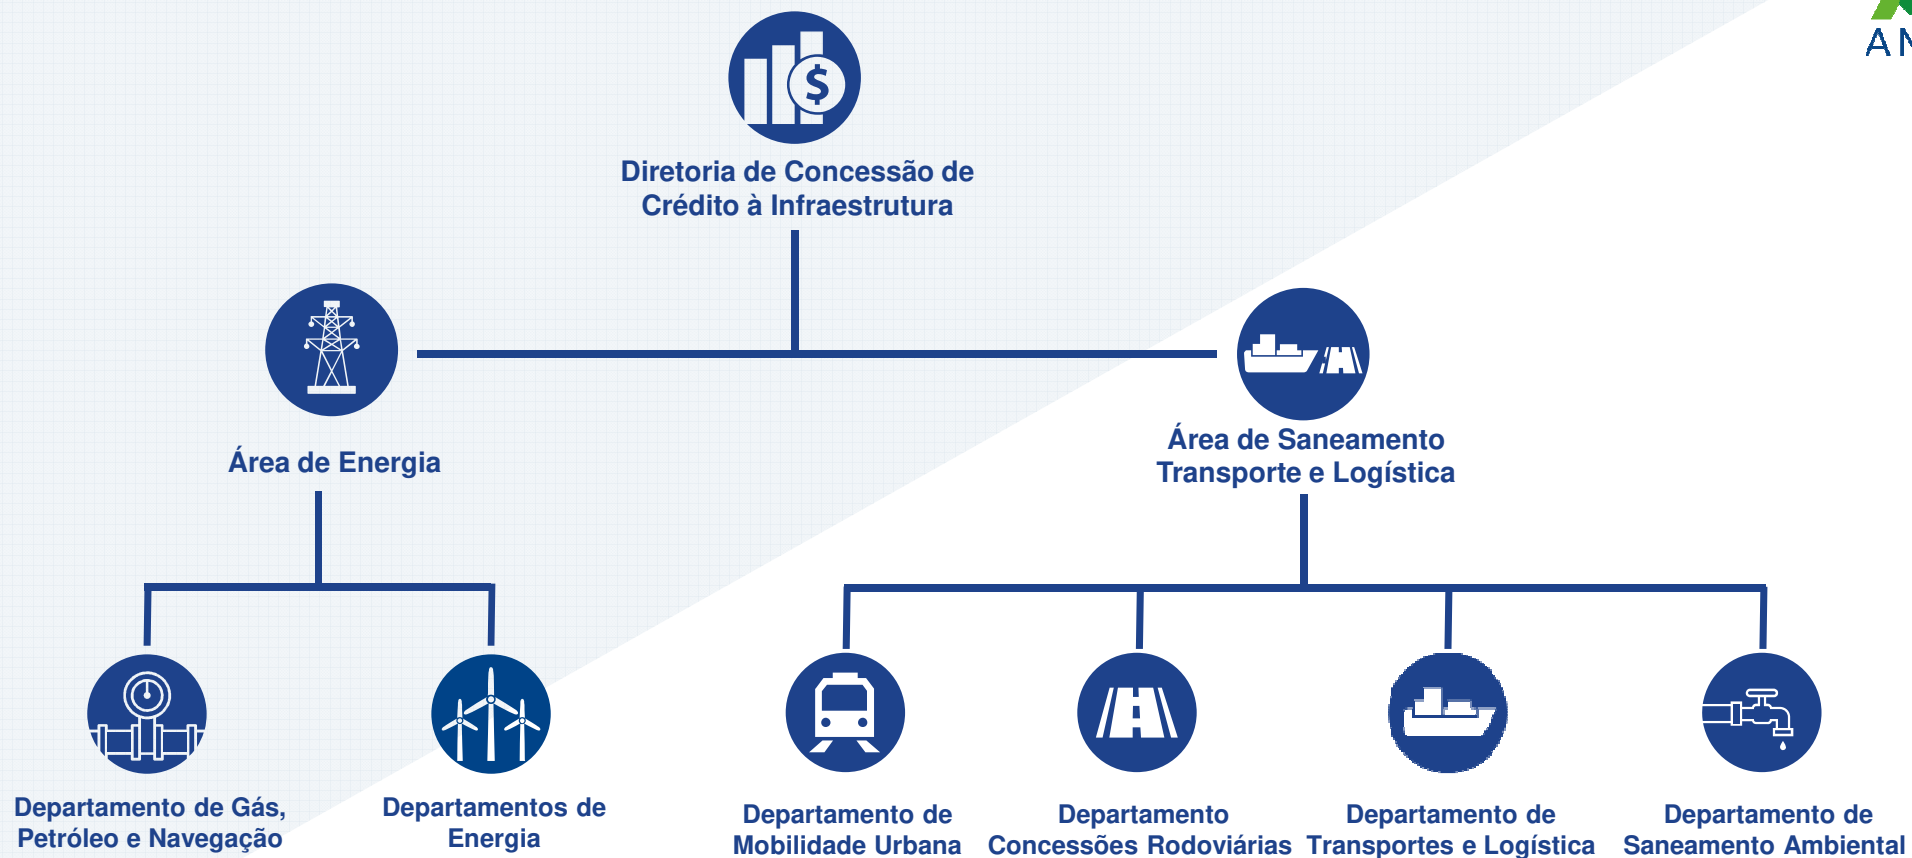 $
Diretoria de Concessão de
Crédito à Infraestrutura
Área de Energia
Área de Saneamento
Transporte e Logística
Departamento de Gás,
Petróleo e Navegação
Departamentos de
Energia
Departamento de
Mobilidade Urbana
Departamento
Concessões Rodoviárias
Departamento de
Transportes e Logística
Departamento de
Saneamento Ambiental